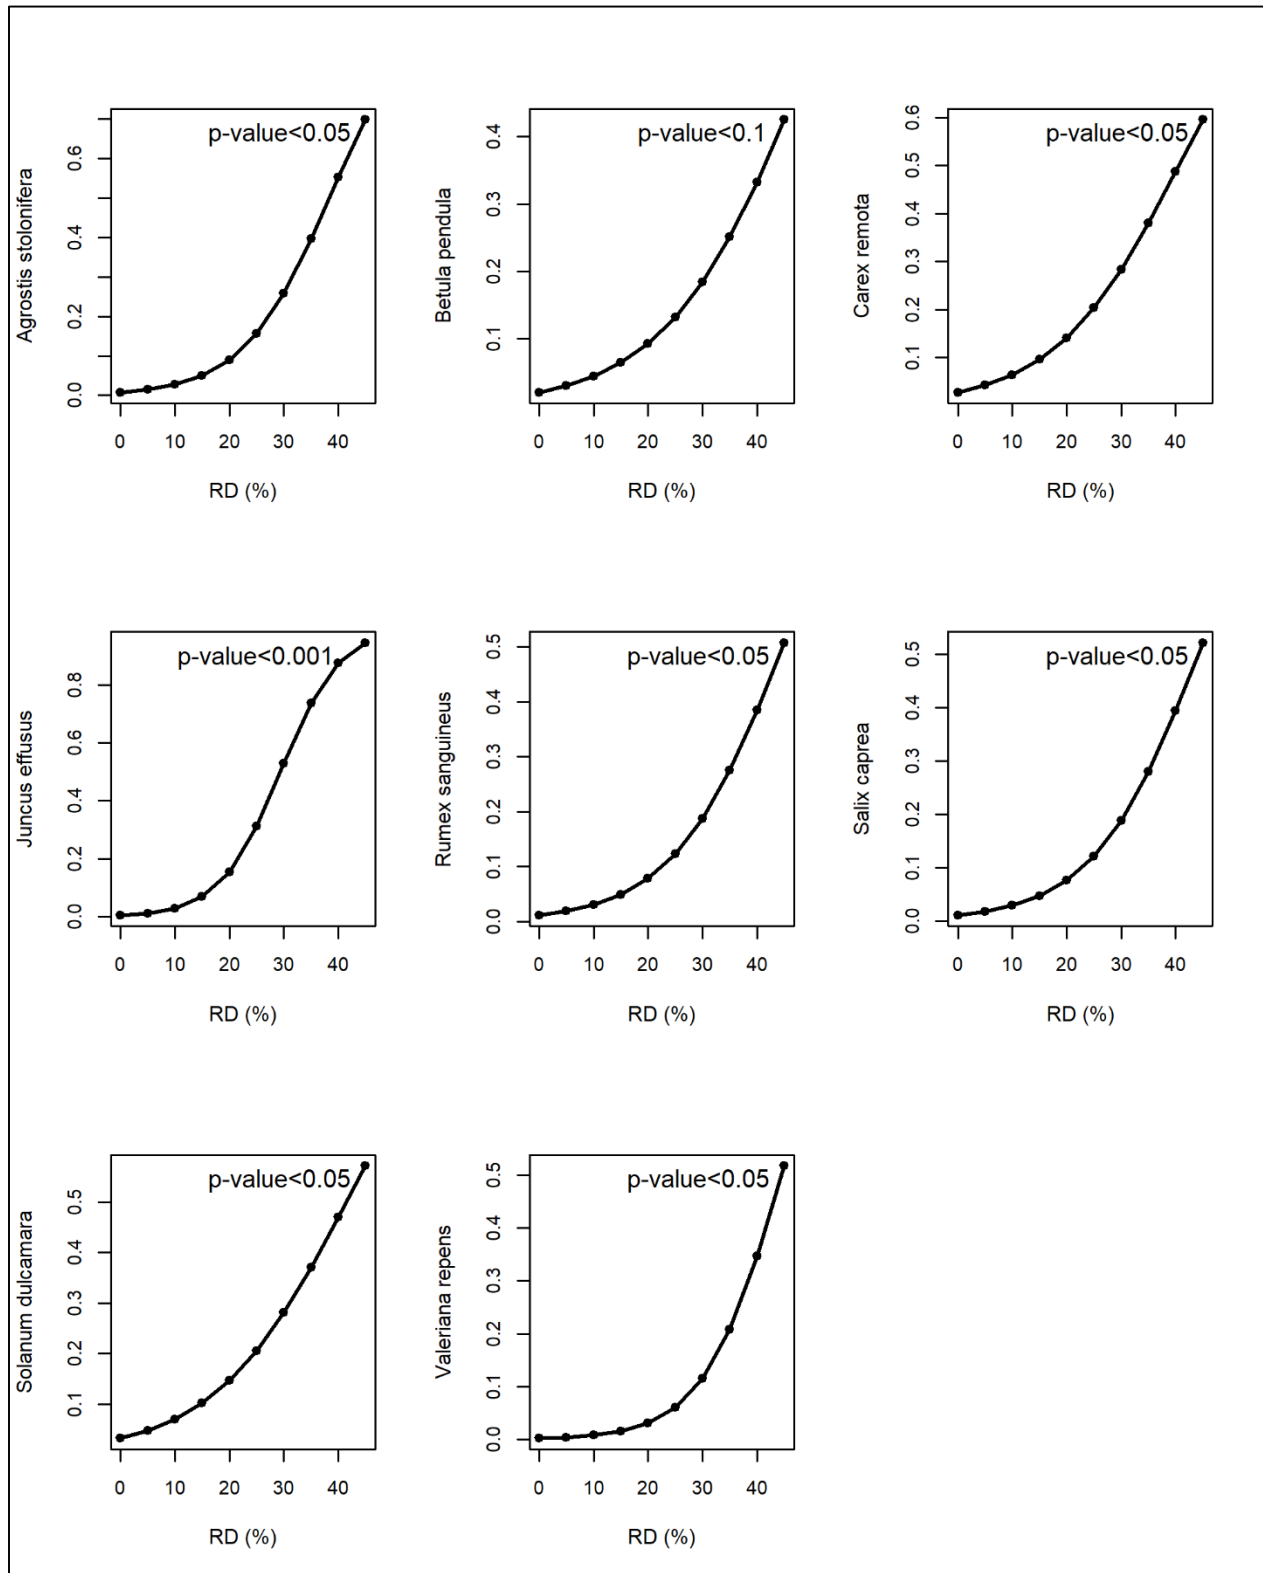 Agrostis stolonifera
p-value<0.05
0.0 0.2 0.4 0.6
0 10 20 30 40
RD (%)
Betula pendula
p-value<0.1
0.1 0.2 0.3 0.4
0 10 20 30 40
RD (%)
Carex remota
p-value<0.05
0.1 0.2 0.3 0.4 0.5 0.6
0 10 20 30 40
RD (%)
Juncus effusus
p-value<0.001
0.0 0.2 0.4 0.6 0.8
0 10 20 30 40
RD (%)
Rumex sanguineus
p-value<0.05
0.0 0.1 0.2 0.3 0.4 0.5
0 10 20 30 40
RD (%)
Salix caprea
p-value<0.05
0.0 0.1 0.2 0.3 0.4 0.5
0 10 20 30 40
RD (%)
Solanum dulcamara
p-value<0.05
0.1 0.2 0.3 0.4 0.5
0 10 20 30 40
RD (%)
Valeriana repens
p-value<0.05
0.0 0.1 0.2 0.3 0.4 0.5
0 10 20 30 40
RD (%)